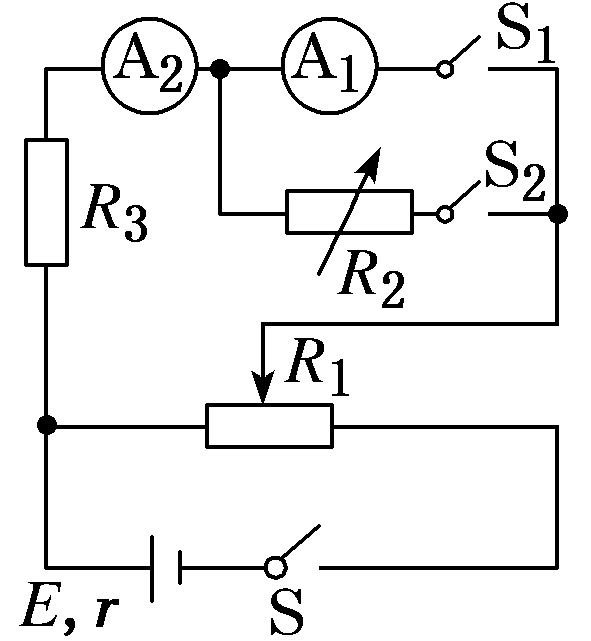 A₂ A₁ S₁
S₂
R₃
R₂
R₁
E, r S